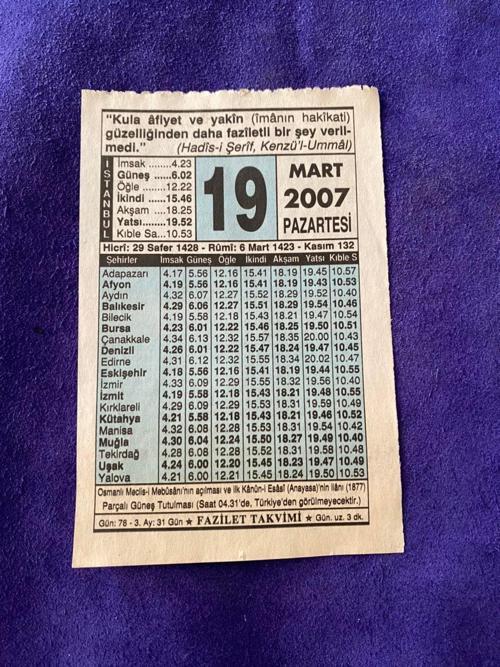 “Kula âfiyet ve yakîn (îmânın hakîkati)
güzelliğinden daha fazîletli bir şey veril-
medi.” (Hadîs-i Şerîf, Kenzü’l-Ummâl)
İSTANBUL
İmsak ........4.23
Güneş ......6.02
Öğle .......12.22
İkindi ......15.46
Akşam ....18.25
Yatsı........19.52
Kıble Sa...10.53
19
MART
2007
PAZARTESİ
Hicrî: 29 Safer 1428 - Rûmî: 6 Mart 1423 - Kasım 132
Şehirler İmsak Güneş Öğle İkindi Akşam Yatsı Kıble S
Adapazarı 4.17 5.56 12.16 15.41 18.19 19.45 10.57
Afyon 4.19 5.56 12.16 15.41 18.19 19.43 10.53
Aydın 4.32 6.07 12.27 15.52 18.29 19.52 10.40
Balıkesir 4.29 6.06 12.27 15.51 18.29 19.54 10.46
Bilecik 4.19 5.58 12.18 15.43 18.21 19.47 10.54
Bursa 4.23 6.01 12.22 15.46 18.25 19.50 10.51
Çanakkale 4.34 6.13 12.32 15.57 18.35 20.00 10.43
Denizli 4.26 6.01 12.22 15.47 18.24 19.47 10.45
Edirne 4.31 6.12 12.32 15.55 18.34 20.02 10.47
Eskişehir 4.18 5.56 12.16 15.41 18.19 19.44 10.55
İzmir 4.33 6.09 12.29 15.55 18.32 19.56 10.40
İzmit 4.19 5.58 12.18 15.43 18.21 19.48 10.55
Kırklareli 4.29 6.09 12.29 15.53 18.31 19.59 10.49
Kütahya 4.21 5.58 12.18 15.43 18.21 19.46 10.52
Manisa 4.32 6.08 12.28 15.53 18.31 19.54 10.42
Muğla 4.30 6.04 12.24 15.50 18.27 19.49 10.40
Tekirdağ 4.28 6.08 12.28 15.52 18.31 19.58 10.48
Uşak 4.24 6.00 12.20 15.45 18.23 19.47 10.49
Yalova 4.21 6.00 12.21 15.45 18.24 19.50 10.53
Osmanlı Meclis-i Mebûsânı’nın açılması ve ilk Kânûn-i Esâsî (Anayasa)’nin ilânı (1877)
Parçalı Güneş Tutulması (Saat 04.31’de, Türkiye’den görülmeyecektir.)
Gün: 78 - 3. Ay: 31 Gün ★ FAZİLET TAKVİMİ ★ Gün. uz. 3 dk.